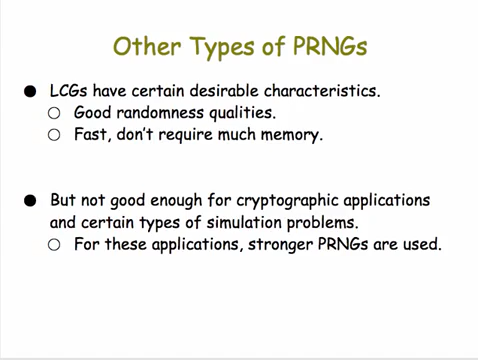 Other Types of PRNGs
● LCGs have certain desirable characteristics.
○ Good randomness qualities.
○ Fast, don't require much memory.
● But not good enough for cryptographic applications
and certain types of simulation problems.
○ For these applications, stronger PRNGs are used.